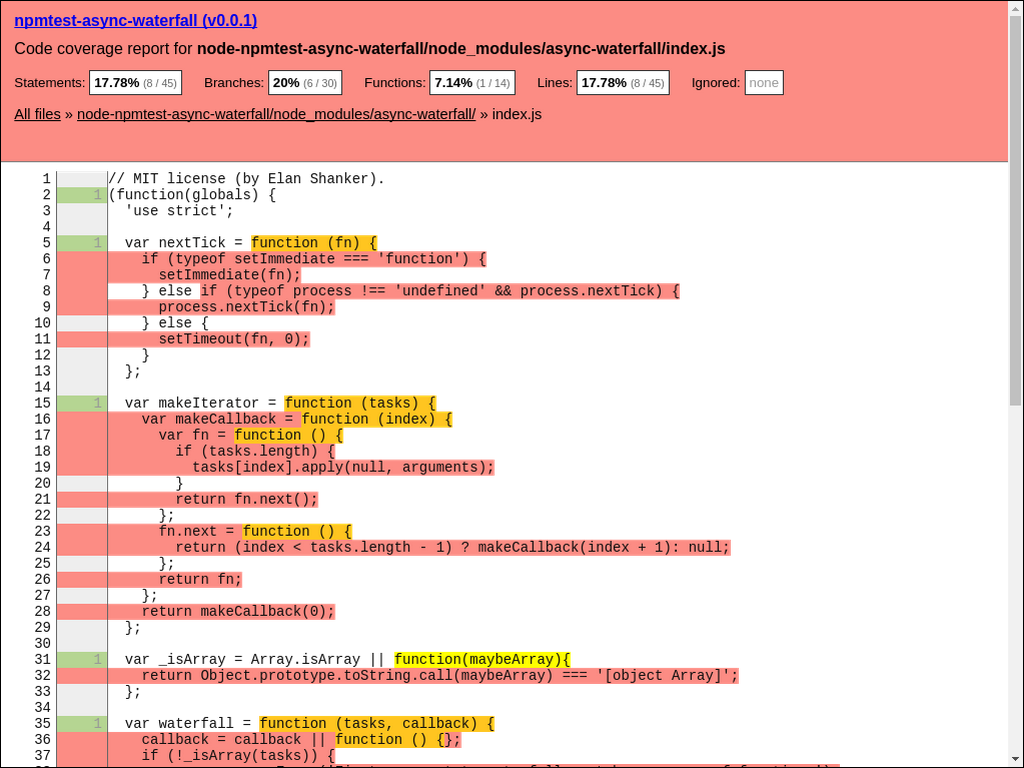 npmtest-async-waterfall (v0.0.1)
Code coverage report for node-npmtest-async-waterfall/node_modules/async-waterfall/index.js
Statements: 17.78% (8 / 45) Branches: 20% (6 / 30) Functions: 7.14% (1 / 14) Lines: 17.78% (8 / 45) Ignored: none
All files » node-npmtest-async-waterfall/node_modules/async-waterfall/ » index.js
1 // MIT license (by Elan Shanker).
2 1 (function(globals) {
3 'use strict';
4
5 1 var nextTick = function (fn) {
6 if (typeof setImmediate === 'function') {
7 setImmediate(fn);
8 } else if (typeof process !== 'undefined' && process.nextTick) {
9 process.nextTick(fn);
10 } else {
11 setTimeout(fn, 0);
12 }
13 };
14
15 1 var makeIterator = function (tasks) {
16 var makeCallback = function (index) {
17 var fn = function () {
18 if (tasks.length) {
19 tasks[index].apply(null, arguments);
20 }
21 return fn.next();
22 };
23 fn.next = function () {
24 return (index < tasks.length - 1) ? makeCallback(index + 1): null;
25 };
26 return fn;
27 };
28 return makeCallback(0);
29 };
30
31 1 var _isArray = Array.isArray || function(maybeArray){
32 return Object.prototype.toString.call(maybeArray) === '[object Array]';
33 };
34
35 1 var waterfall = function (tasks, callback) {
36 callback = callback || function () {};
37 if (!_isArray(tasks)) {